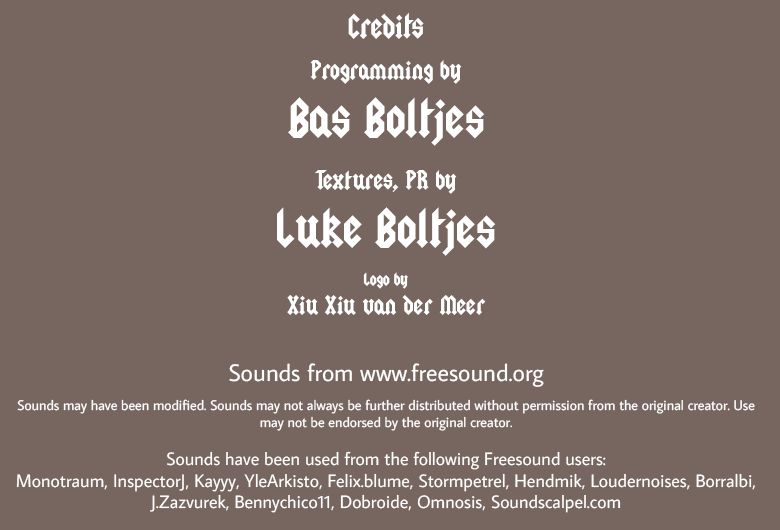 Credits
Programming by
Bas Boltjes
Textures, PR by
Luke Boltjes
Logo by
Xiu Xiu van der Meer
Sounds from www.freesound.org
Sounds may have been modified. Sounds may not always be further distributed without permission from the original creator. Use
may not be endorsed by the original creator.
Sounds have been used from the following Freesound users:
Monotraum, InspectorJ, Kayyy, YleArkisto, Felix.blume, Stormpetrel, Hendmik, Loudernoises, Borralbi,
J.Zazvurek, Bennychico11, Dobroide, Omnosis, Soundscalpel.com